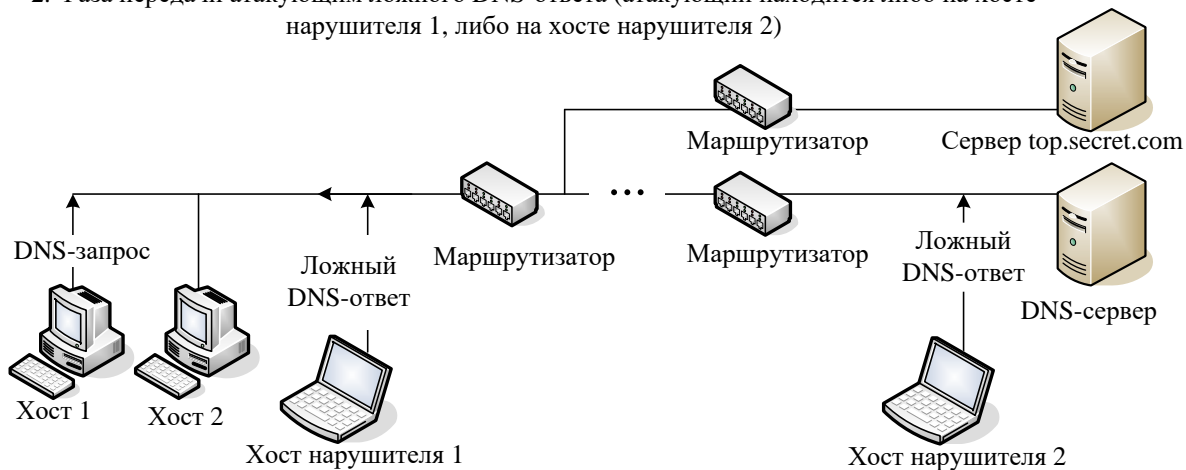 2. Фаза передачи атакующим ложного DNS-ответа (атакующий находится либо на хосте
нарушителя 1, либо на хосте нарушителя 2)
Маршрутизатор
Сервер top.secret.com
...
DNS-запрос
Ложный
DNS-ответ
Маршрутизатор
Маршрутизатор
Ложный
DNS-ответ
DNS-сервер
Хост 1
Хост 2
Хост нарушителя 1
Хост нарушителя 2